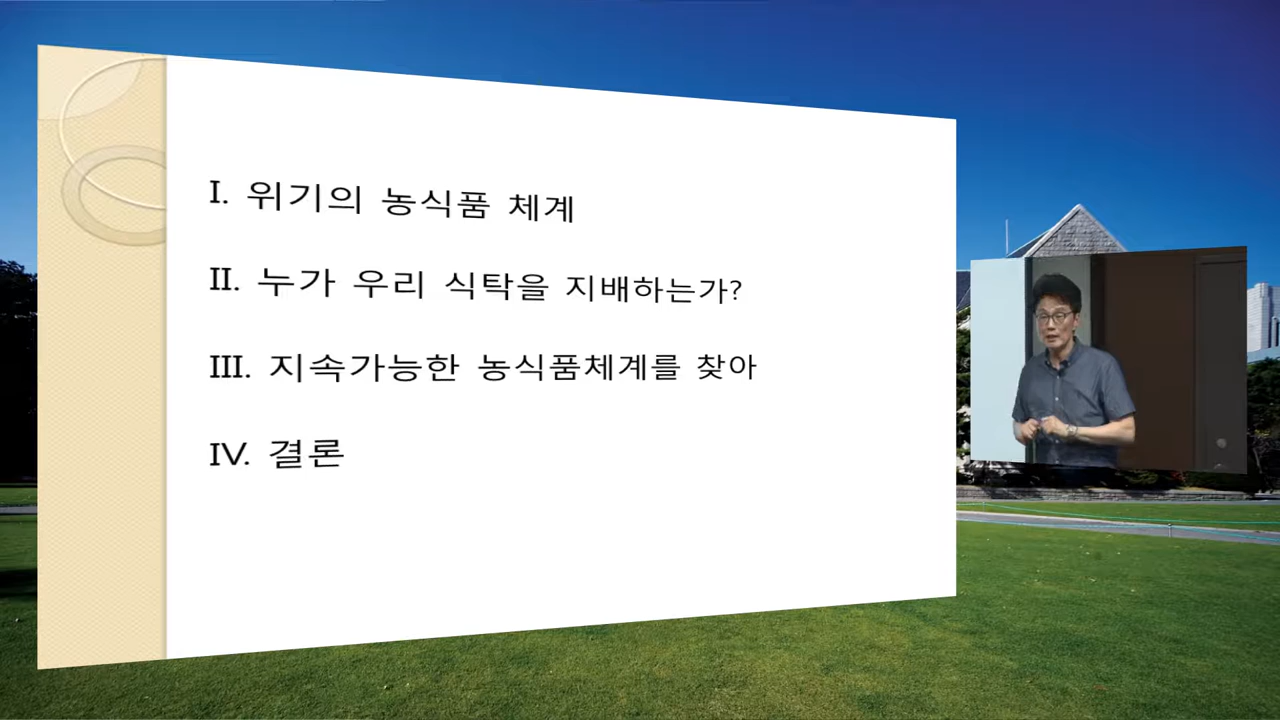 I. 위기의 농식품 체계
II. 누가 우리 식탁을 지배하는가?
III. 지속가능한 농식품체계를 찾아
IV. 결론